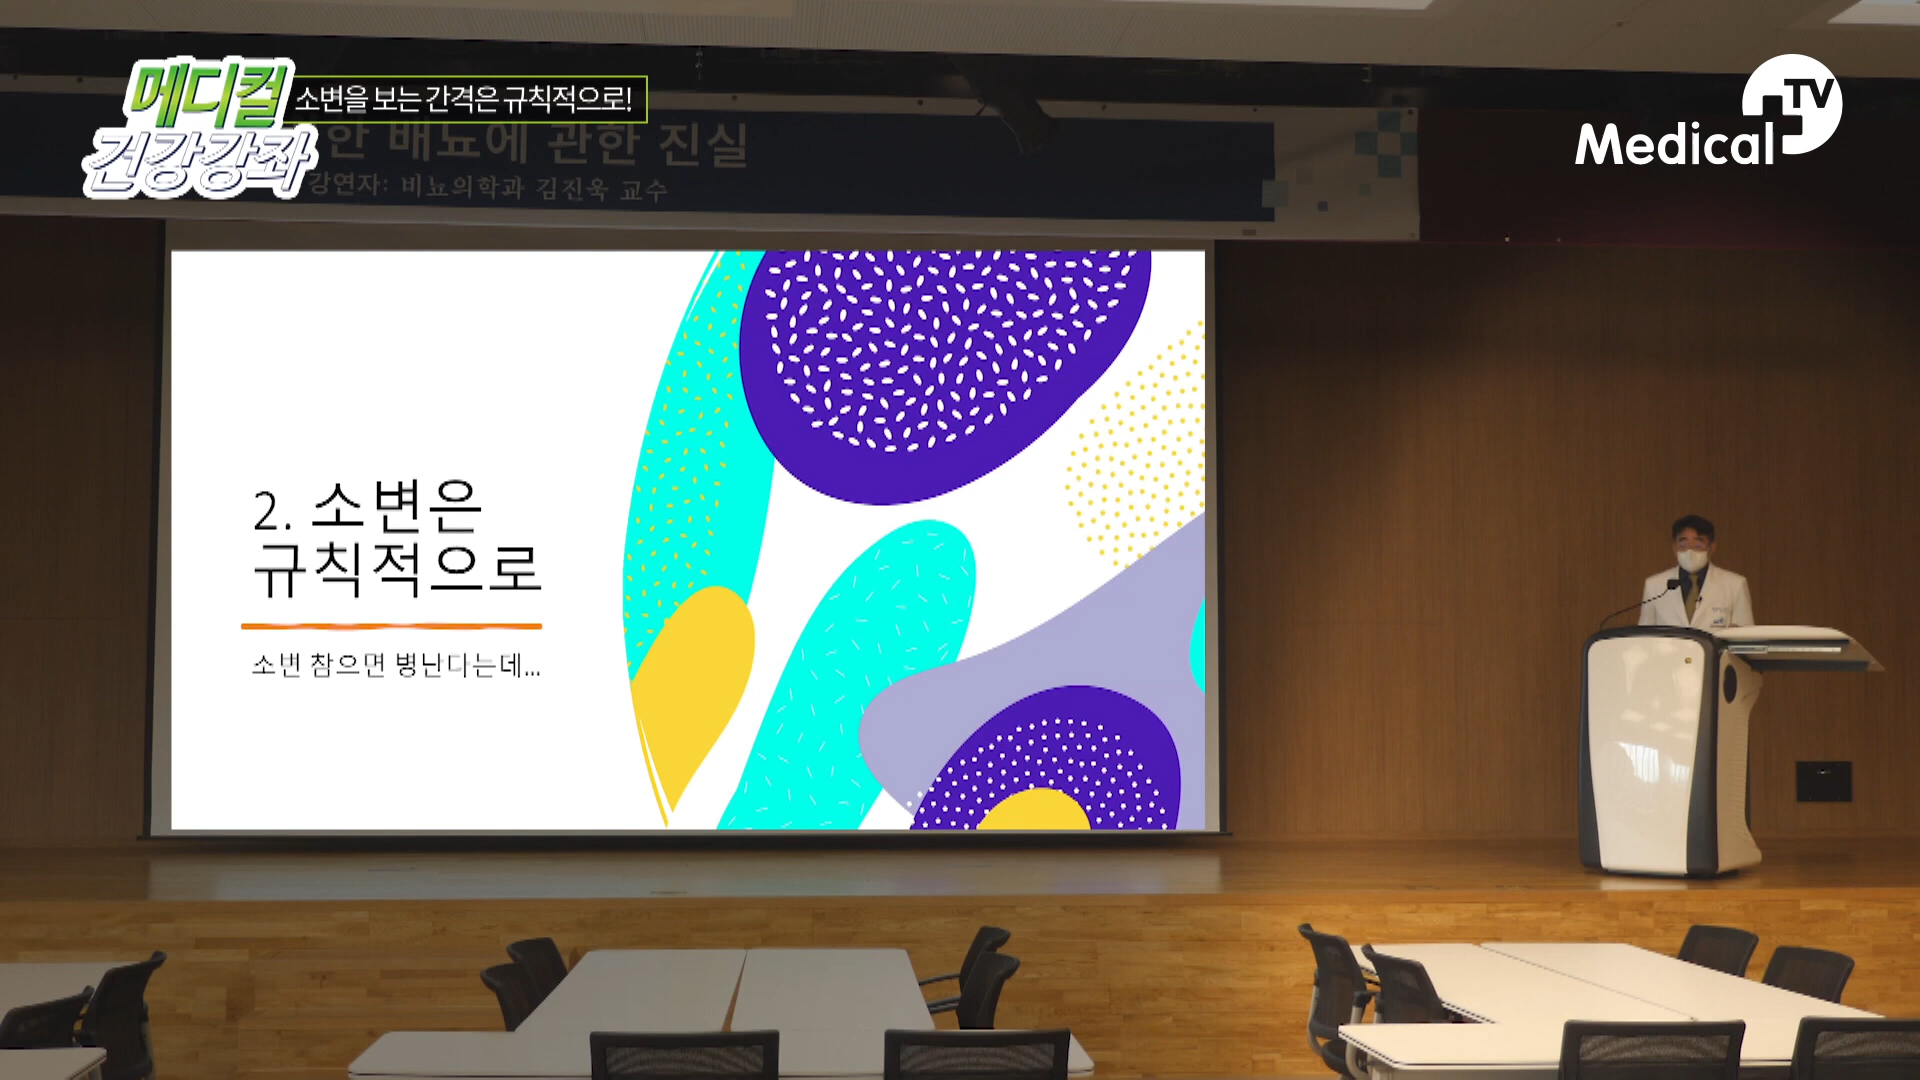 메디컬
건강강좌
소변을 보는 간격은 규칙적으로!
한 배뇨에 관한 진실
강연자: 비뇨의학과 김진욱 교수
Medical TV
2. 소변은
규칙적으로
소변 참으면 병난다는데...